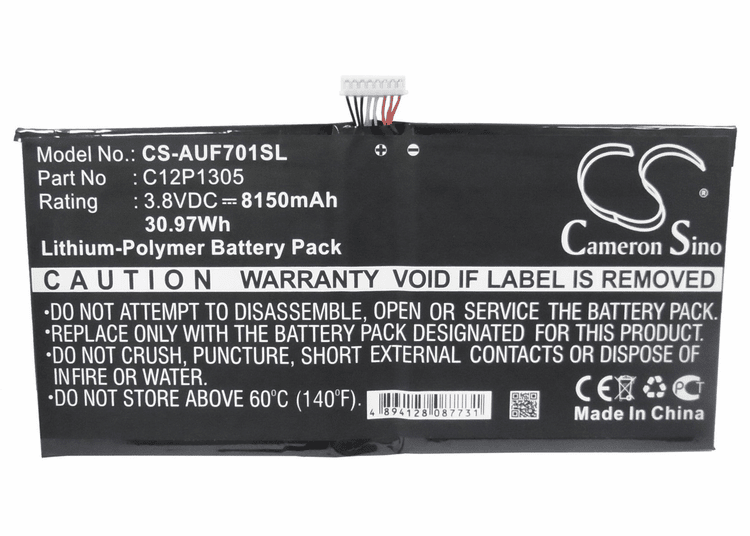 Model No.: CS-AUF701SL
Part No : C12P1305
Rating : 3.8VDC⎓8150mAh
30.97Wh
Lithium-Polymer Battery Pack
CS
®
Cameron Sino
CAUTION WARRANTY VOID IF LABEL IS REMOVED
•DO NOT ATTEMPT TO DISASSEMBLE, OPEN OR SERVICE THE BATTERY PACK.
•REPLACE ONLY WITH THE BATTERY PACK DESIGNATED FOR THIS PRODUCT.
•DO NOT CRUSH, PUNCTURE, SHORT EXTERNAL CONTACTS OR DISPOSE OF
INFIRE OR WATER.
•DO NOT STORE ABOVE 60°C (140°F).
4 894128 087731
CE FC PCT
Made In China